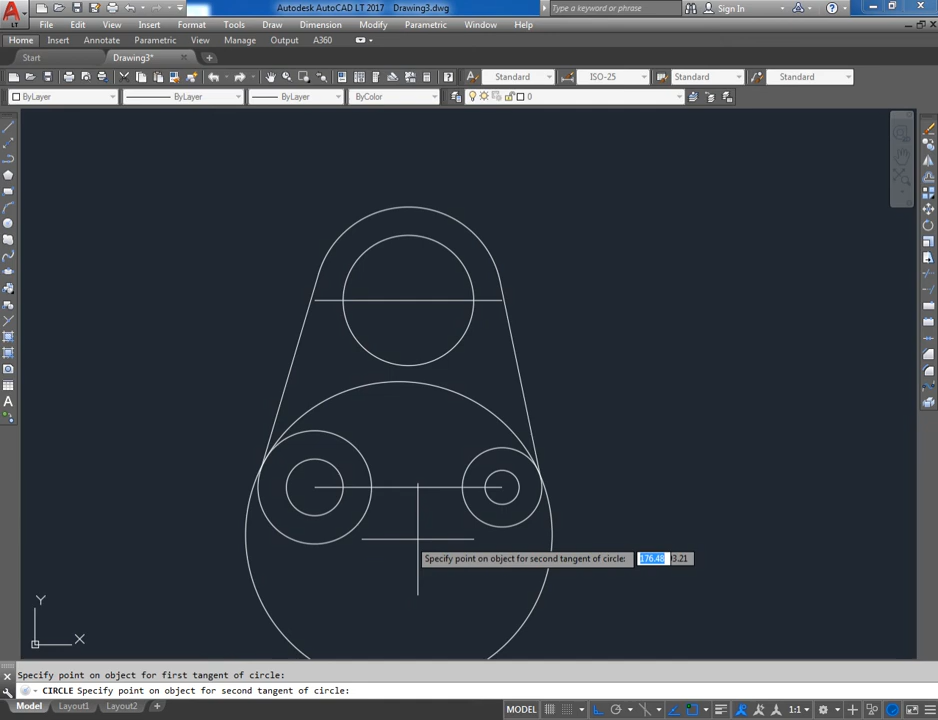 Autodesk AutoCAD LT 2017 Drawing3.dwg
Type a keyword or phrase
Sign In
LT
File Edit View Insert Format Tools Draw Dimension Modify Parametric Window Help
Home Insert Annotate Parametric View Manage Output A360
Start Drawing3*
Standard ISO-25 Standard Standard
ByLayer ByLayer ByLayer ByColor 0
A
Specify point on object for second tangent of circle: 176.48
Y
X
Specify point on object for first tangent of circle:
CIRCLE Specify point on object for second tangent of circle:
Model Layout1 Layout2 + MODEL 1:1